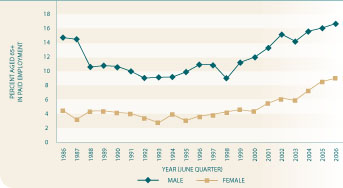 PERCENT AGED 65+
IN PAID EMPLOYMENT
18
16
14
12
10
8
6
4
2
0
1986 1987 1988 1989 1990 1991 1992 1993 1994 1995 1996 1997 1998 1999 2000 2001 2002 2003 2004 2005 2006
YEAR (JUNE QUARTER)
MALE FEMALE